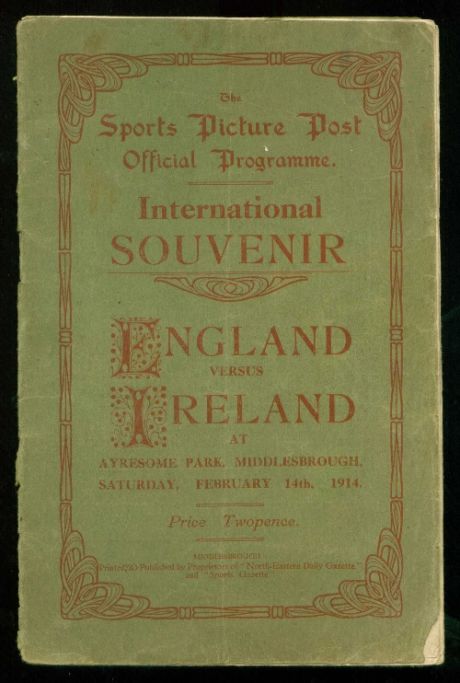 The
Sports Picture Post
Official Programme.
International
SOUVENIR
ENGLAND
VERSUS
IRELAND
AT
AYRESOME PARK, MIDDLESBROUGH,
SATURDAY, FEBRUARY 14th, 1914.
Price Twopence.
MIDDLESBROUGH
Printed & Published by Proprietors of "North-Eastern Daily Gazette"
and "Sports Gazette"